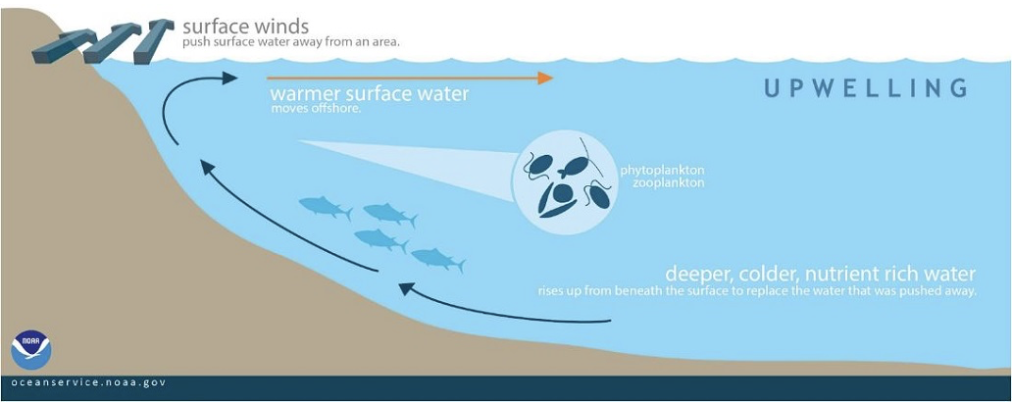 surface winds
push surface water away from an area.
UPWELLING
warmer surface water
moves offshore.
phytoplankton
zooplankton
deeper, colder, nutrient rich water
rises up from beneath the surface to replace the water that was pushed away.
NOAA
oceanservice.noaa.gov